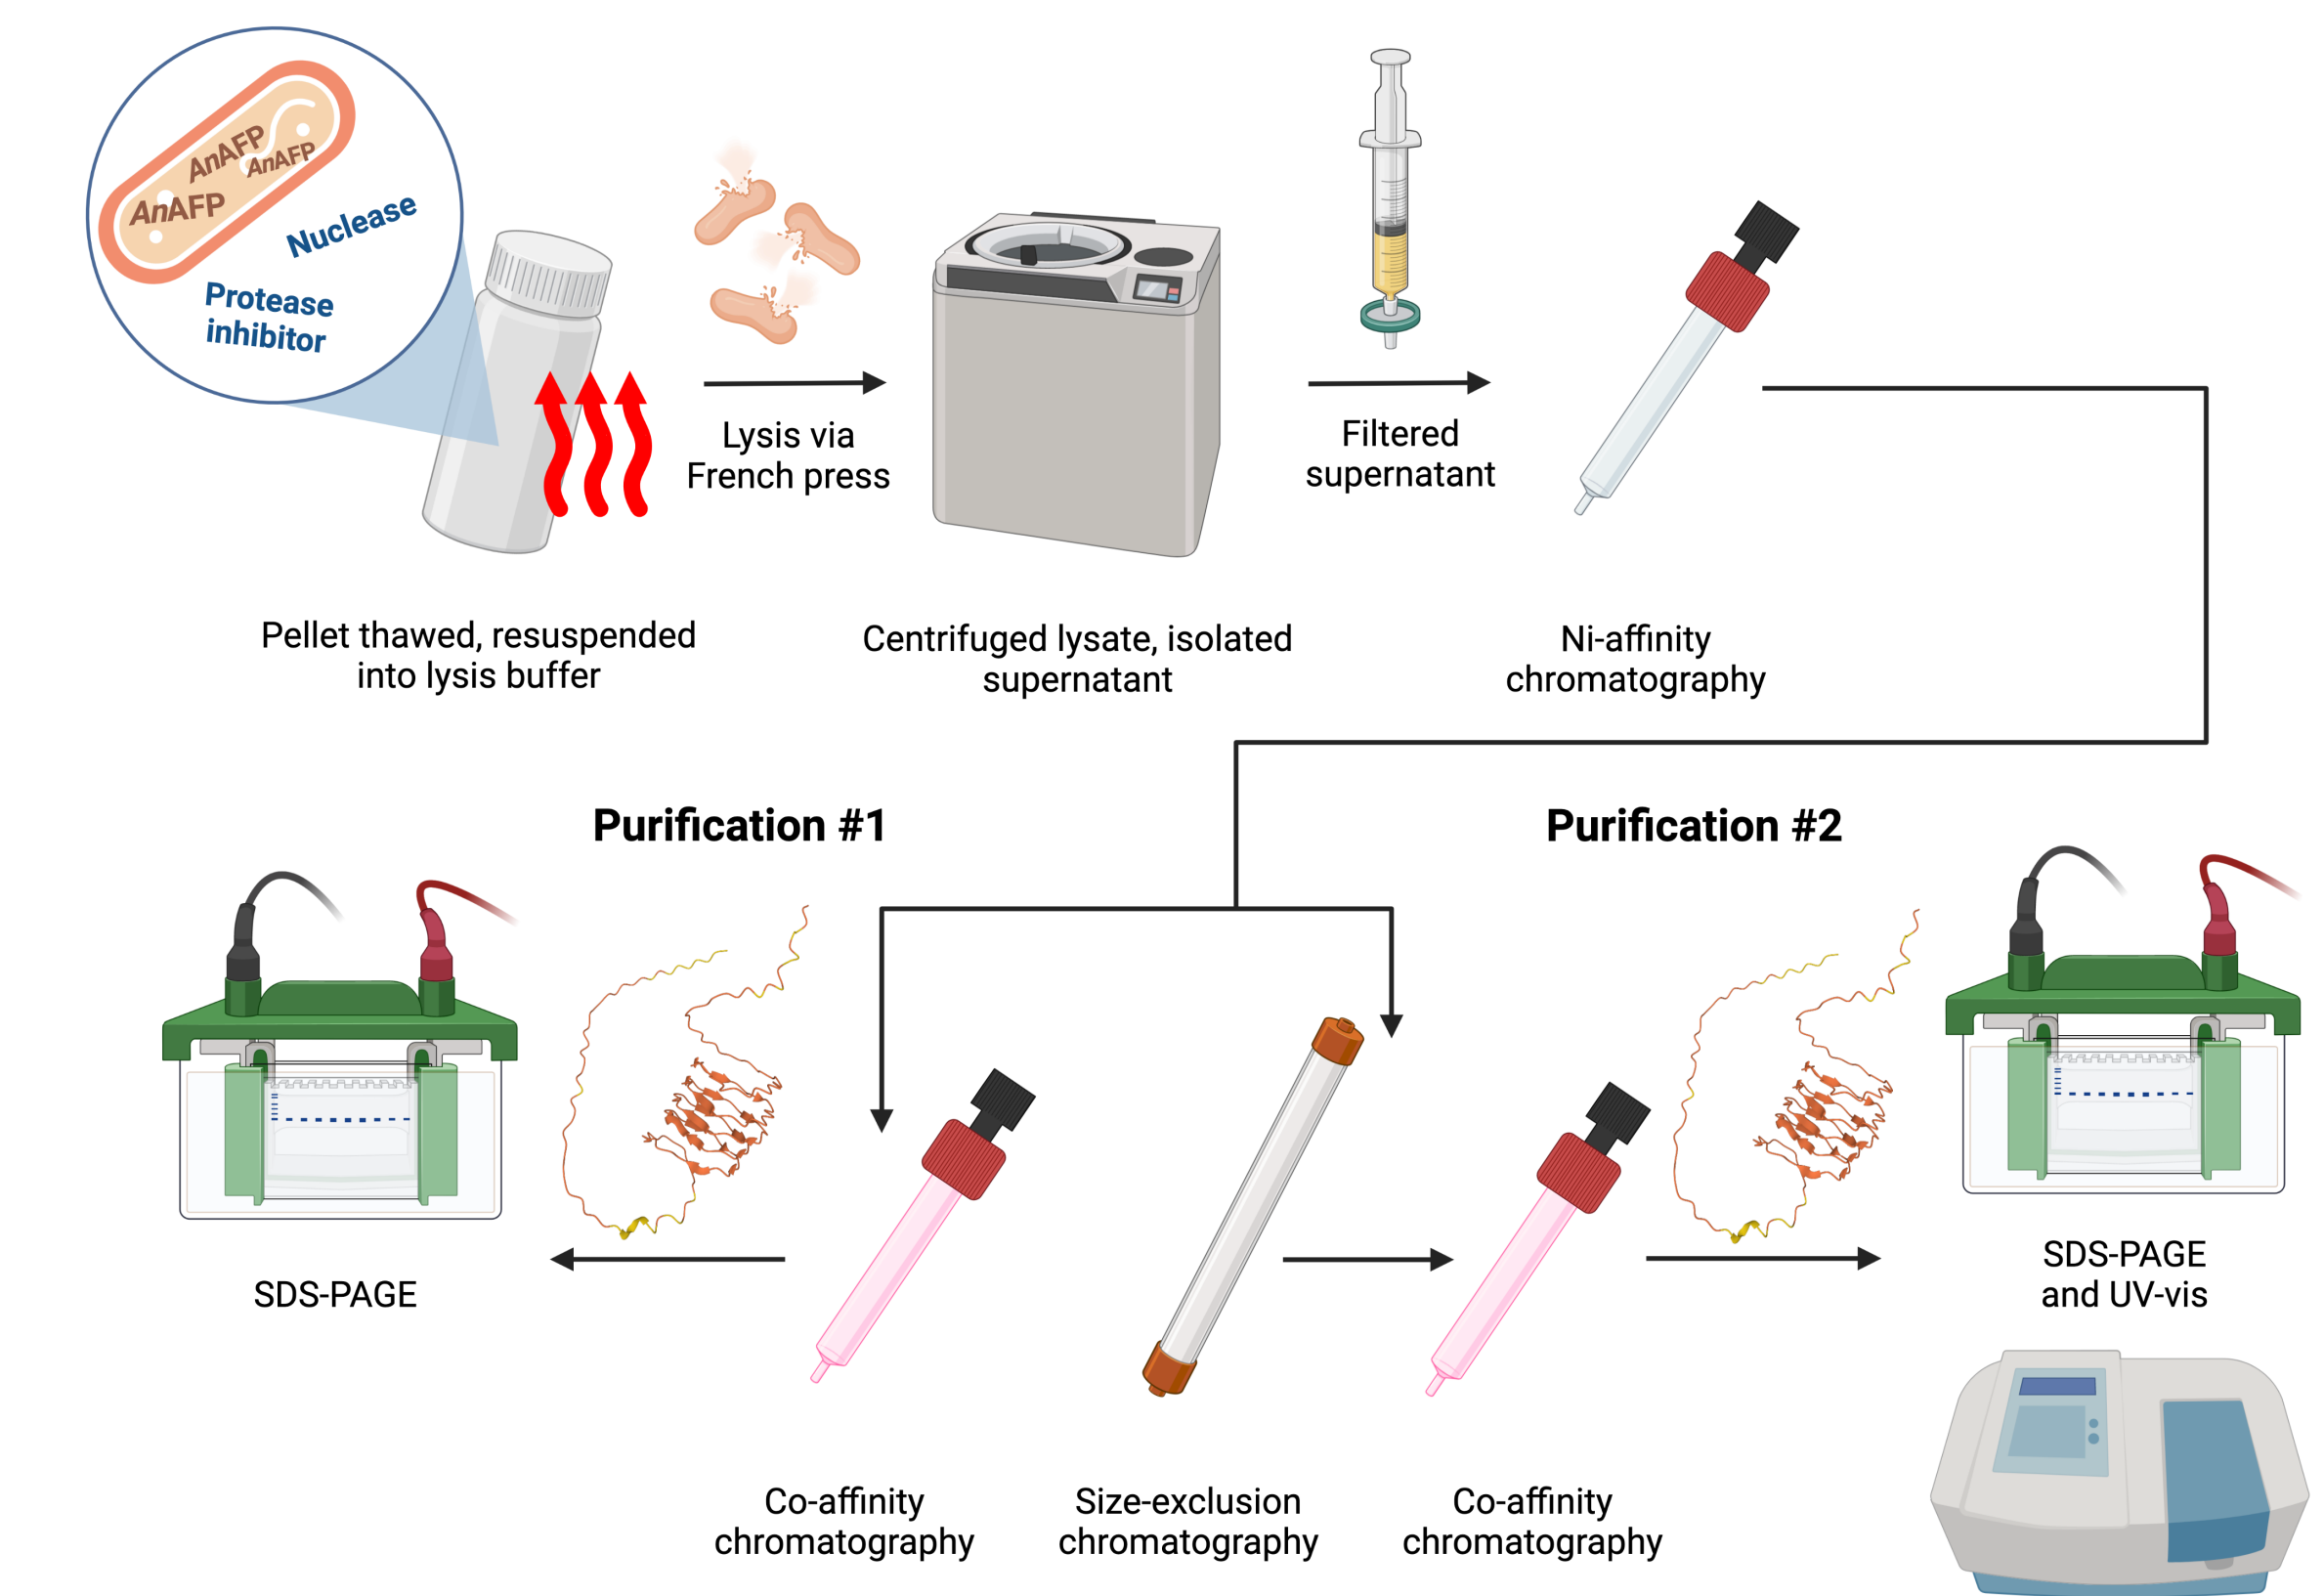 AnAFP
AnAFP
AnAFP
Nuclease
Protease
inhibitor
Lysis via
French press
Filtered
supernatant
Pellet thawed, resuspended
into lysis buffer
Centrifuged lysate, isolated
supernatant
Ni-affinity
chromatography
Purification #1
Purification #2
SDS-PAGE
SDS-PAGE
and UV-vis
Co-affinity
chromatography
Size-exclusion
chromatography
Co-affinity
chromatography